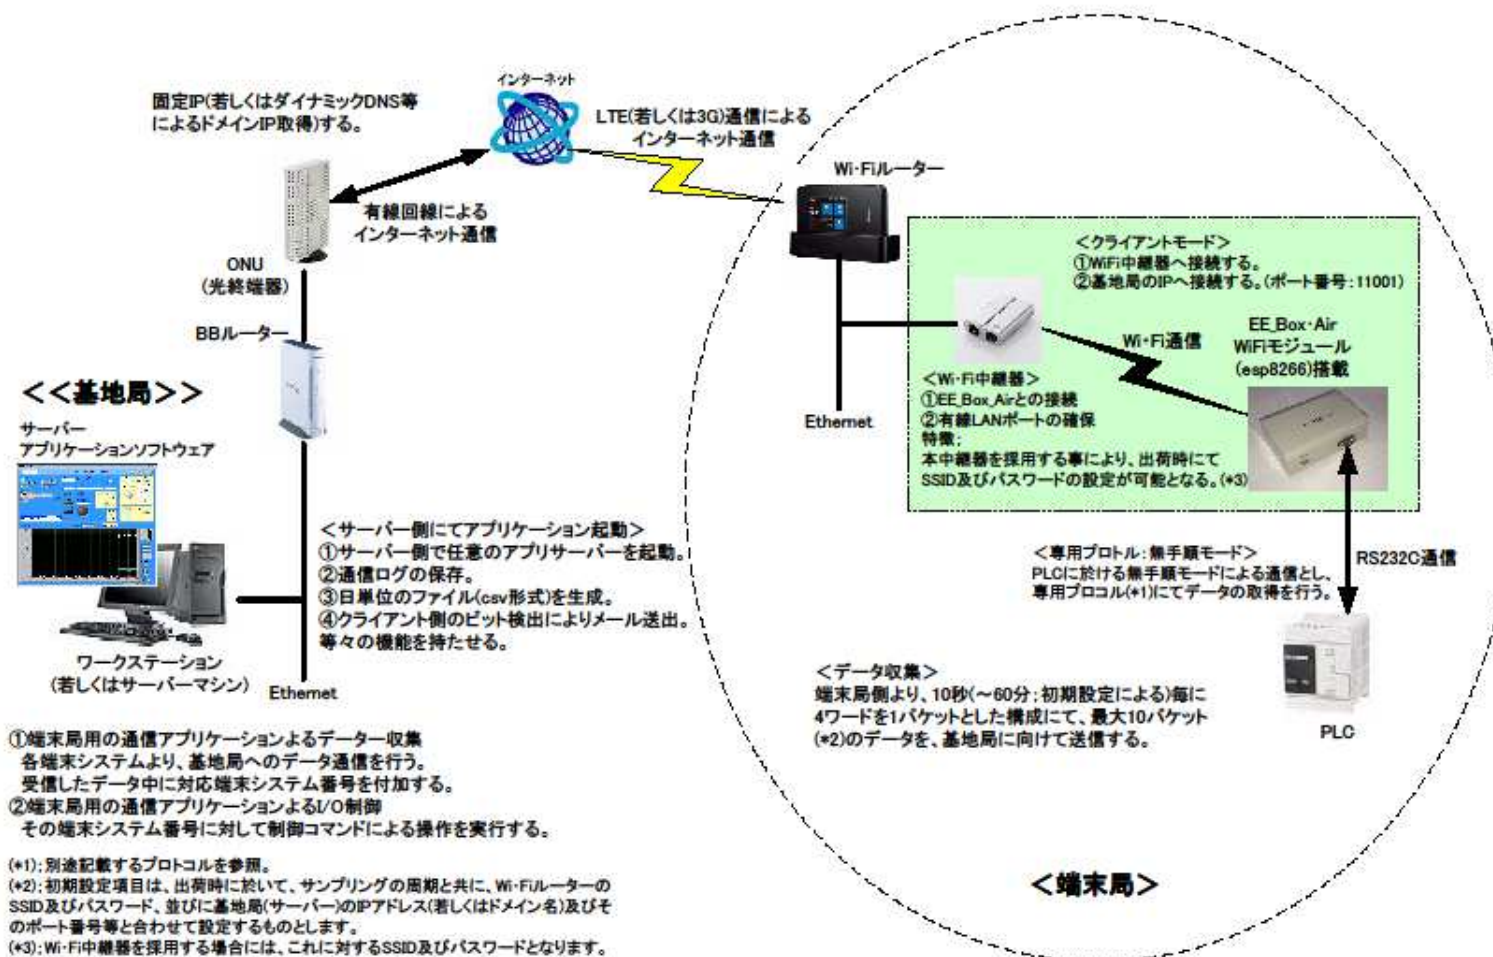 インターネット
固定IP(若しくはダイナミックDNS等
によるドメインIP取得)する。
LTE(若しくは3G)通信による
インターネット通信
有線回線による
インターネット通信
ONU
(光終端器)
BBルーター
<<基地局>>
サーバー
アプリケーションソフトウェア
<サーバー側にてアプリケーション起動>
①サーバー側で任意のアプリサーバーを起動。
②通信ログの保存。
③日単位のファイル(csv形式)を生成。
④クライアント側のビット検出によりメール送出。
等々の機能を持たせる。
ワークステーション
(若しくはサーバーマシン)
Ethernet
①端末局用の通信アプリケーションよるデーター収集
各端末システムより、基地局へのデータ通信を行う。
受信したデータ中に対応端末システム番号を付加する。
②端末局用の通信アプリケーションよるI/O制御
その端末システム番号に対して制御コマンドによる操作を実行する。
(*1);別途記載するプロトコルを参照。
(*2);初期設定項目は、出荷時に於いて、サンプリングの周期と共に、Wi-Fiルーターの
SSID及びパスワード、並びに基地局(サーバー)のIPアドレス(若しくはドメイン名)及びそ
のポート番号等と合わせて設定するものとします。
(*3);Wi-Fi中継器を採用する場合には、これに対するSSID及びパスワードとなります。
Wi-Fiルーター
<クライアントモード>
①WiFi中継器へ接続する。
②基地局のIPへ接続する。(ポート番号:11001)
Wi-Fi通信
EE_Box・Air
WiFiモジュール
(esp8266)搭載
<Wi-Fi中継器>
①EE_Box_Airとの接続
②有線LANポートの確保
特徴;
本中継器を採用する事により、出荷時にて
SSID及びパスワードの設定が可能となる。(*3)
Ethernet
<専用プロトル:無手順モード>
PLCに於ける無手順モードによる通信とし、
専用プロコル(*1)にてデータの取得を行う。
RS232C通信
<データ収集>
端末局側より、10秒(~60分;初期設定による)毎に
4ワードを1パケットとした構成にて、最大10パケット
(*2)のデータを、基地局に向けて送信する。
PLC
<端末局>